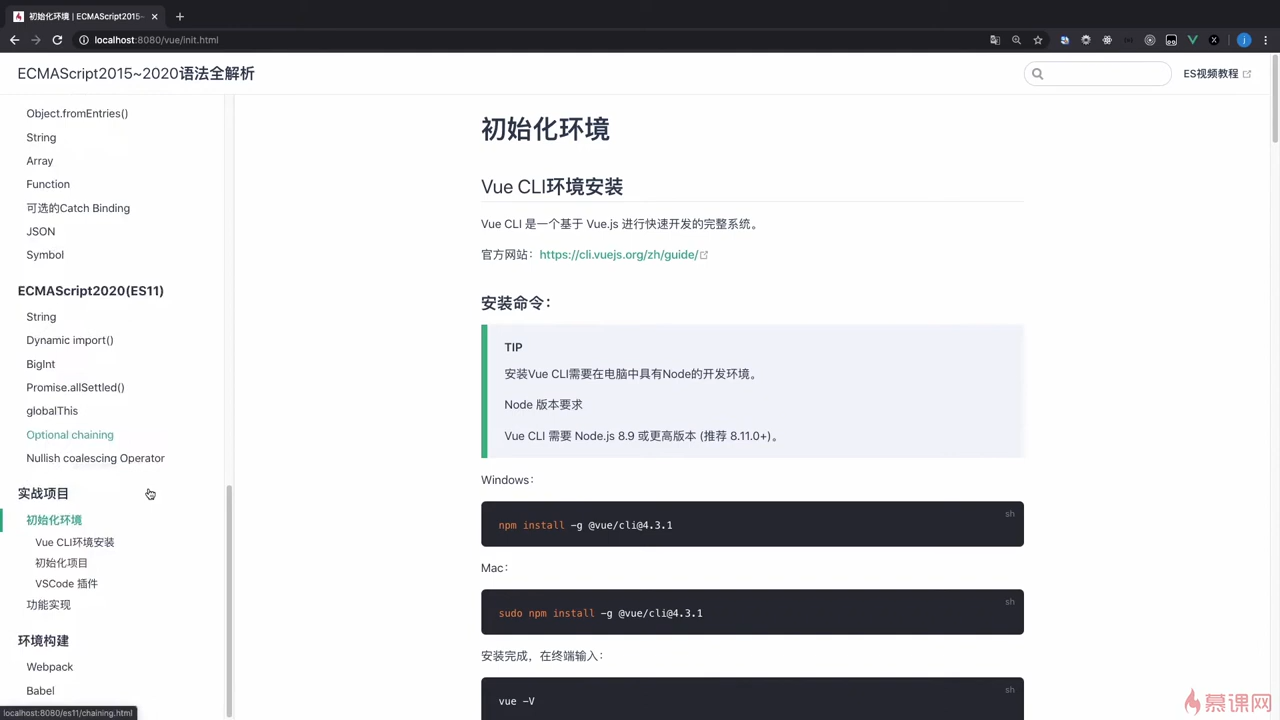 初始化环境 | ECMAScript2015~
localhost:8080/vue/init.html
ECMAScript2015~2020语法全解析
ES视频教程
Object.fromEntries()
String
Array
Function
可选的Catch Binding
JSON
Symbol
ECMAScript2020(ES11)
String
Dynamic import()
BigInt
Promise.allSettled()
globalThis
Optional chaining
Nullish coalescing Operator
实战项目
初始化环境
Vue CLI环境安装
初始化项目
VSCode 插件
功能实现
环境构建
Webpack
Babel
localhost:8080/es11/chaining.html
初始化环境
Vue CLI环境安装
Vue CLI 是一个基于 Vue.js 进行快速开发的完整系统。
官方网站：https://cli.vuejs.org/zh/guide/
安装命令：
TIP
安装Vue CLI需要在电脑中具有Node的开发环境。
Node 版本要求
Vue CLI 需要 Node.js 8.9 或更高版本 (推荐 8.11.0+)。
Windows：
sh
npm install -g @vue/cli@4.3.1
Mac：
sh
sudo npm install -g @vue/cli@4.3.1
安装完成，在终端输入：
sh
vue -V
慕课网